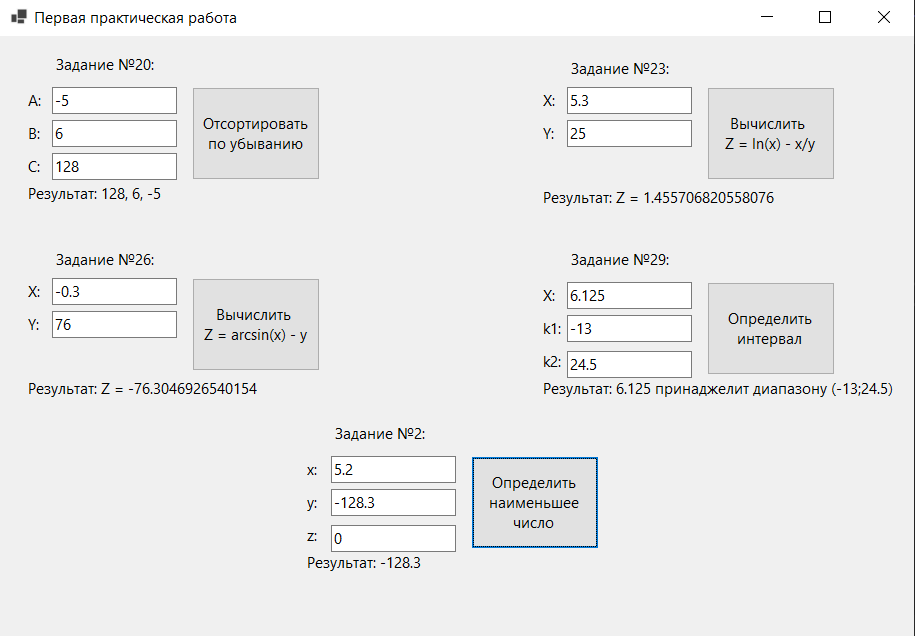 Первая практическая работа
Задание №20:
A: -5
B: 6
C: 128
Отсортировать
по убыванию
Результат: 128, 6, -5
Задание №23:
X: 5.3
Y: 25
Вычислить
Z = ln(x) - x/y
Результат: Z = 1.455706820558076
Задание №26:
X: -0.3
Y: 76
Вычислить
Z = arcsin(x) - y
Результат: Z = -76.3046926540154
Задание №29:
X: 6.125
k1: -13
k2: 24.5
Определить
интервал
Результат: 6.125 принаджелит диапазону (-13;24.5)
Задание №2:
x: 5.2
y: -128.3
z: 0
Определить
наименьшее
число
Результат: -128.3